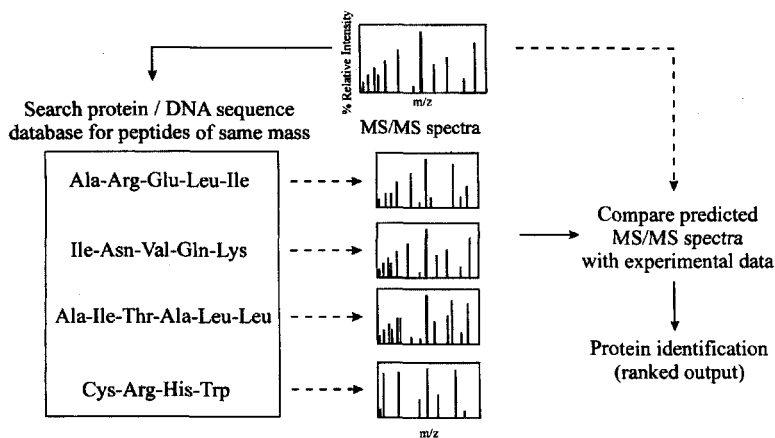 % Relative Intensity
m/z
MS/MS spectra
Search protein / DNA sequence
database for peptides of same mass
Ala-Arg-Glu-Leu-Ile
Ile-Asn-Val-Gln-Lys
Ala-Ile-Thr-Ala-Leu-Leu
Cys-Arg-His-Trp
m/z
Compare predicted
MS/MS spectra
with experimental data
Protein identification
(ranked output)